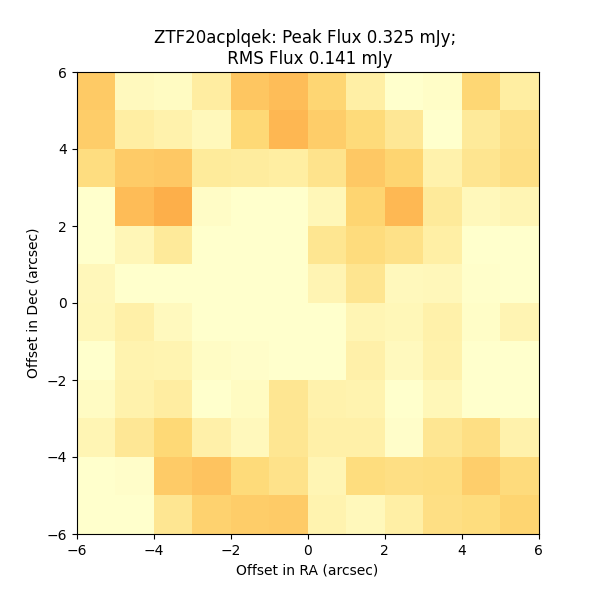 ZTF20acplqek: Peak Flux 0.325 mJy;
RMS Flux 0.141 mJy
6
4
2
0
−2
−4
−6
Offset in Dec (arcsec)
−6 −4 −2 0 2 4 6
Offset in RA (arcsec)